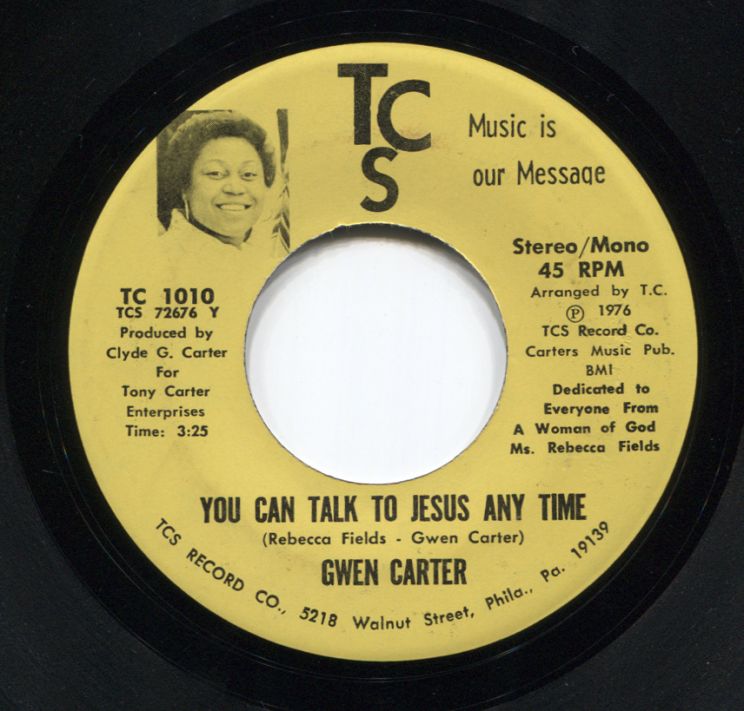 TCS
Music is
our Message
TC 1010
TCS 72676 Y
Produced by
Clyde G. Carter
For
Tony Carter
Enterprises
Time: 3:25
Stereo/Mono
45 RPM
Arranged by T.C.
Ⓟ 1976
TCS Record Co.
Carters Music Pub.
BMI
Dedicated to
Everyone From
A Woman of God
Ms. Rebecca Fields
YOU CAN TALK TO JESUS ANY TIME
(Rebecca Fields - Gwen Carter)
GWEN CARTER
TCS RECORD CO., 5218 Walnut Street, Phila., Pa. 19139